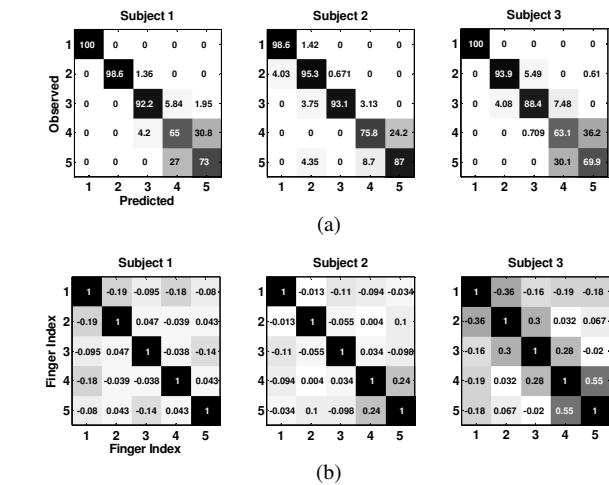 Subject 1 Subject 2 Subject 3
1 100 0 0 0 0 1 98.6 1.42 0 0 0 1 100 0 0 0 0
2 0 98.6 1.36 0 0 2 4.03 95.3 0.671 0 0 2 0 93.9 5.49 0 0.61
3 0 0 92.2 5.84 1.95 3 0 3.75 93.1 3.13 0 3 0 4.08 88.4 7.48 0
4 0 0 4.2 65 30.8 4 0 0 0 75.8 24.2 4 0 0 0.709 63.1 36.2
5 0 0 0 27 73 5 0 4.35 0 8.7 87 5 0 0 0 30.1 69.9
Observed
1 2 3 4 5 1 2 3 4 5 1 2 3 4 5
Predicted
(a)
Subject 1 Subject 2 Subject 3
1 1 -0.19 -0.095 -0.18 -0.08 1 1 -0.013 -0.11 -0.094 -0.034 1 1 -0.36 -0.16 -0.19 -0.18
2 -0.19 1 0.047 -0.039 0.043 2 -0.013 1 -0.055 0.004 0.1 2 -0.36 1 0.3 0.032 0.067
3 -0.095 0.047 1 -0.038 -0.14 3 -0.11 -0.055 1 0.034 -0.098 3 -0.16 0.3 1 0.28 -0.02
4 -0.18 -0.039 -0.038 1 0.043 4 -0.094 0.004 0.034 1 0.24 4 -0.19 0.032 0.28 1 0.55
5 -0.08 0.043 -0.14 0.043 1 5 -0.034 0.1 -0.098 0.24 1 5 -0.18 0.067 -0.02 0.55 1
Finger Index
1 2 3 4 5 1 2 3 4 5 1 2 3 4 5
Finger Index
(b)